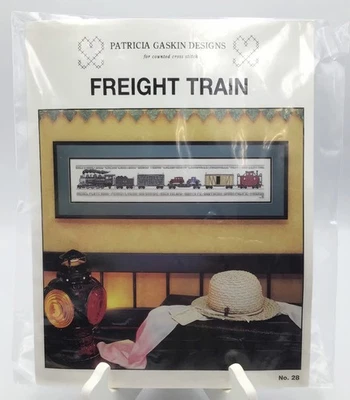 PATRICIA GASKIN DESIGNS
for counted cross stitch
FREIGHT TRAIN
No. 28